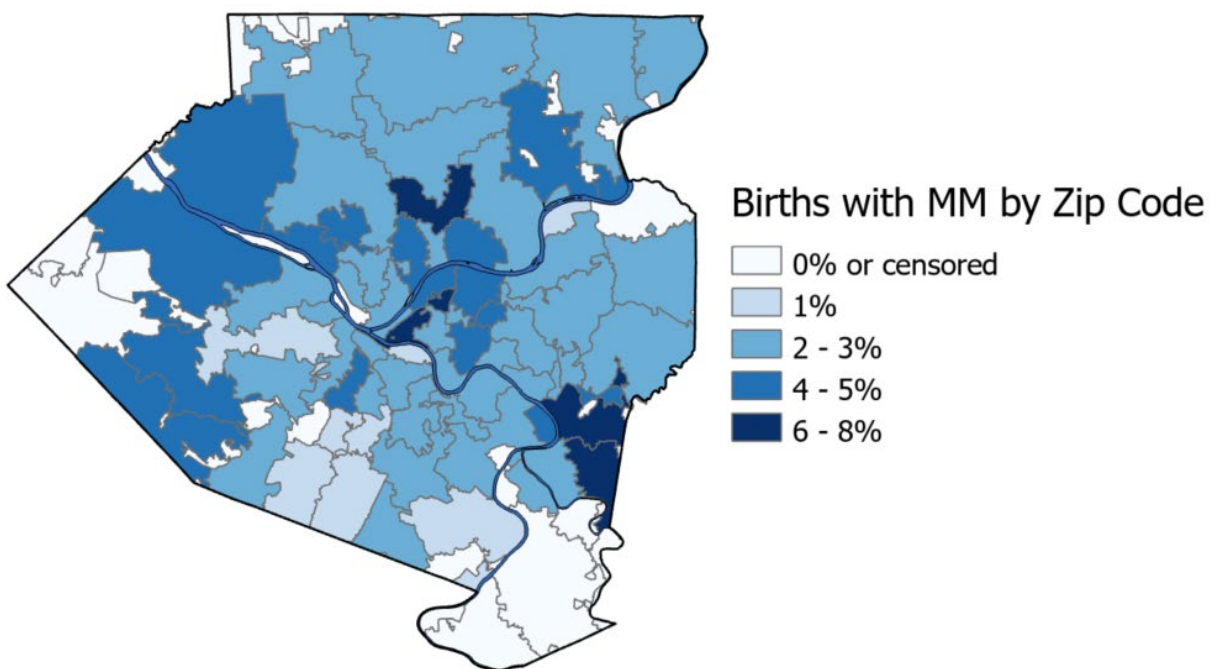 Births with MM by Zip Code
0% or censored
1%
2 - 3%
4 - 5%
6 - 8%